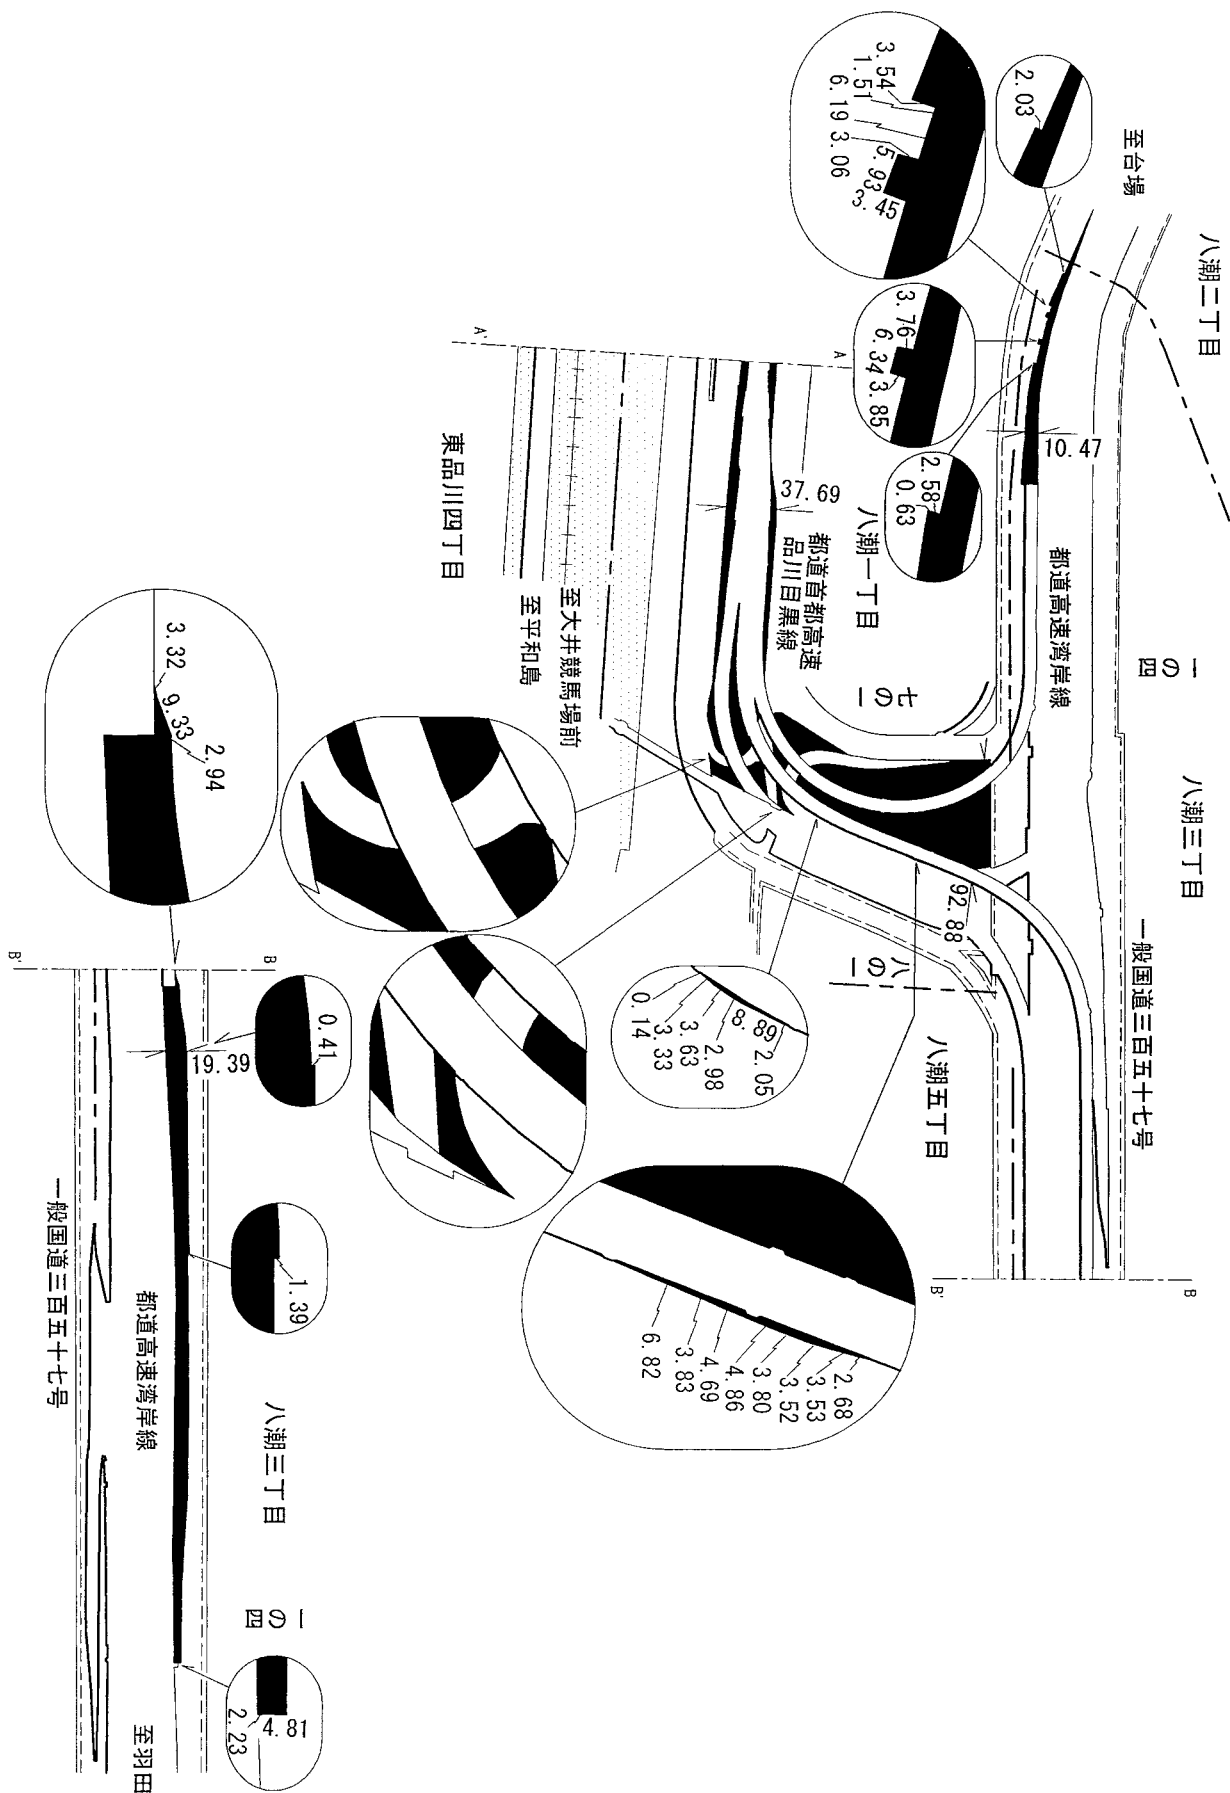 八潮二丁目
至台場
2.03
3.54
1.51
6.19
3.06
5.93
3.45
3.76
6.34
3.85
2.58
0.63
10.47
都道高速湾岸線
一の四
八潮三丁目
一般国道三百五十七号
A'
A
37.69
八潮一丁目
都道首都高速
品川目黒線
七の一
東品川四丁目
至大井競馬場前
至平和島
92.88
八の一
八潮五丁目
0.14
3.33
3.63
2.98
8.89
2.05
6.82
3.83
4.69
4.86
3.80
3.52
3.53
2.68
B'
B
3.32
9.33
2.94
B'
B
0.41
19.39
1.39
一般国道三百五十七号
都道高速湾岸線
八潮三丁目
一の四
4.81
2.23
至羽田